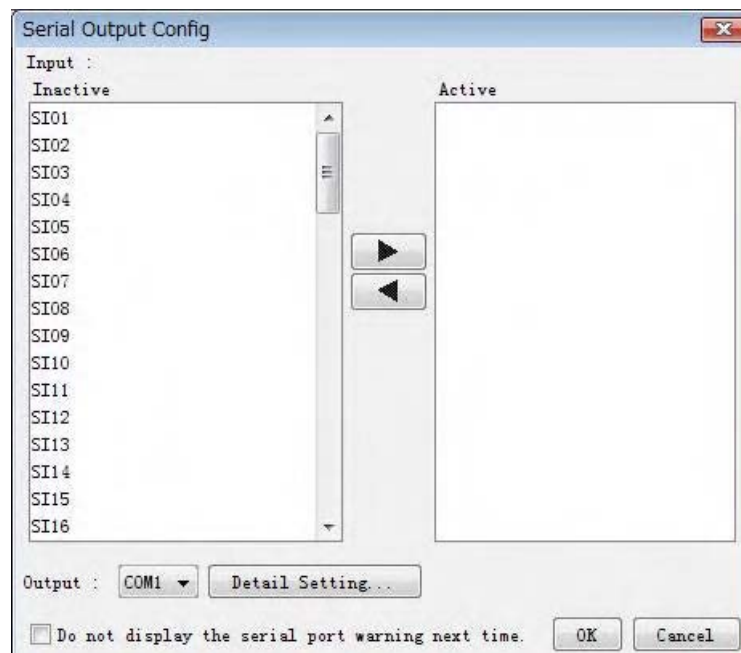 Serial Output Config
Input :
Inactive
Active
SI01
SI02
SI03
SI04
SI05
SI06
SI07
SI08
SI09
SI10
SI11
SI12
SI13
SI14
SI15
SI16
Output : COM1 Detail Setting...
Do not display the serial port warning next time. OK Cancel